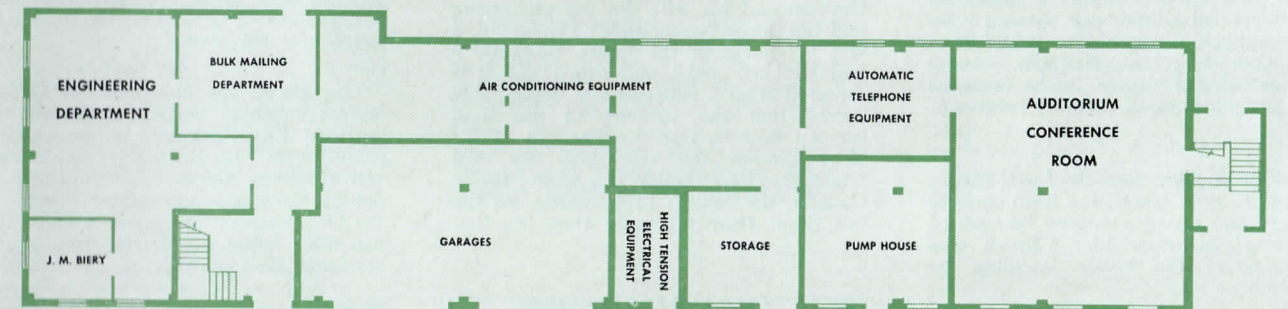 ENGINEERING
DEPARTMENT
BULK MAILING
DEPARTMENT
J. M. BIERY
AIR CONDITIONING EQUIPMENT
GARAGES
HIGH TENSION
ELECTRICAL
EQUIPMENT
STORAGE
AUTOMATIC
TELEPHONE
EQUIPMENT
PUMP HOUSE
AUDITORIUM
CONFERENCE
ROOM